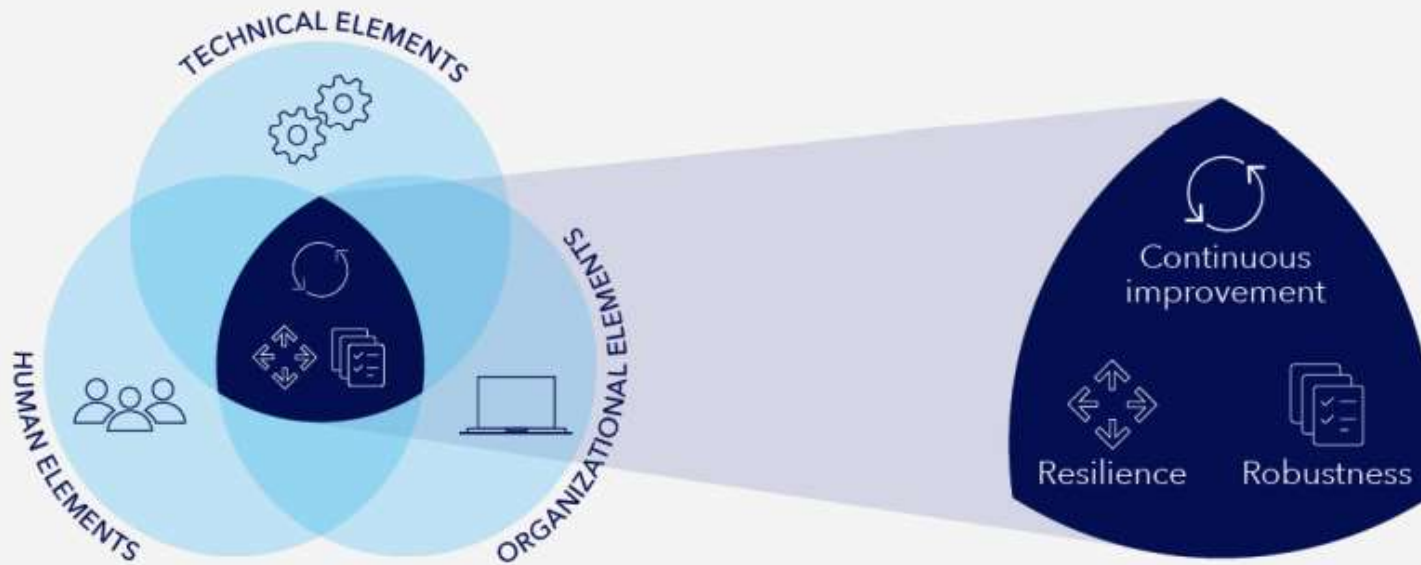 TECHNICAL ELEMENTS
HUMAN ELEMENTS
ORGANIZATIONAL ELEMENTS
Continuous
improvement
Resilience
Robustness